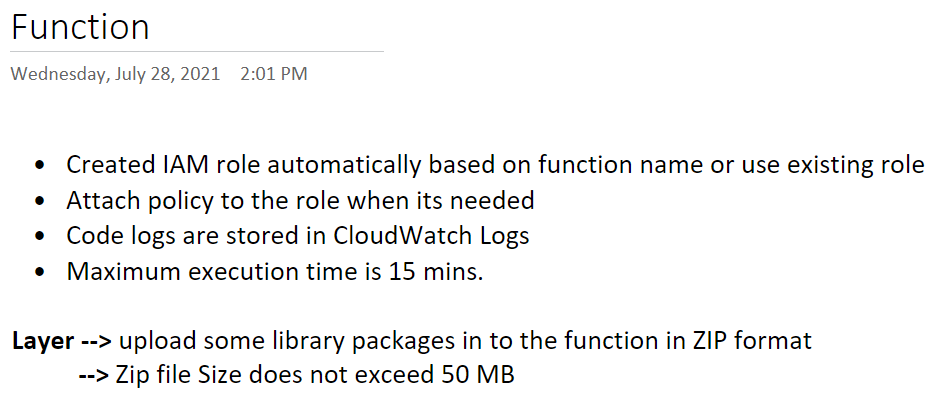 Function
Wednesday, July 28, 2021 2:01 PM
• Created IAM role automatically based on function name or use existing role
• Attach policy to the role when its needed
• Code logs are stored in CloudWatch Logs
• Maximum execution time is 15 mins.
Layer --> upload some library packages in to the function in ZIP format
--> Zip file Size does not exceed 50 MB